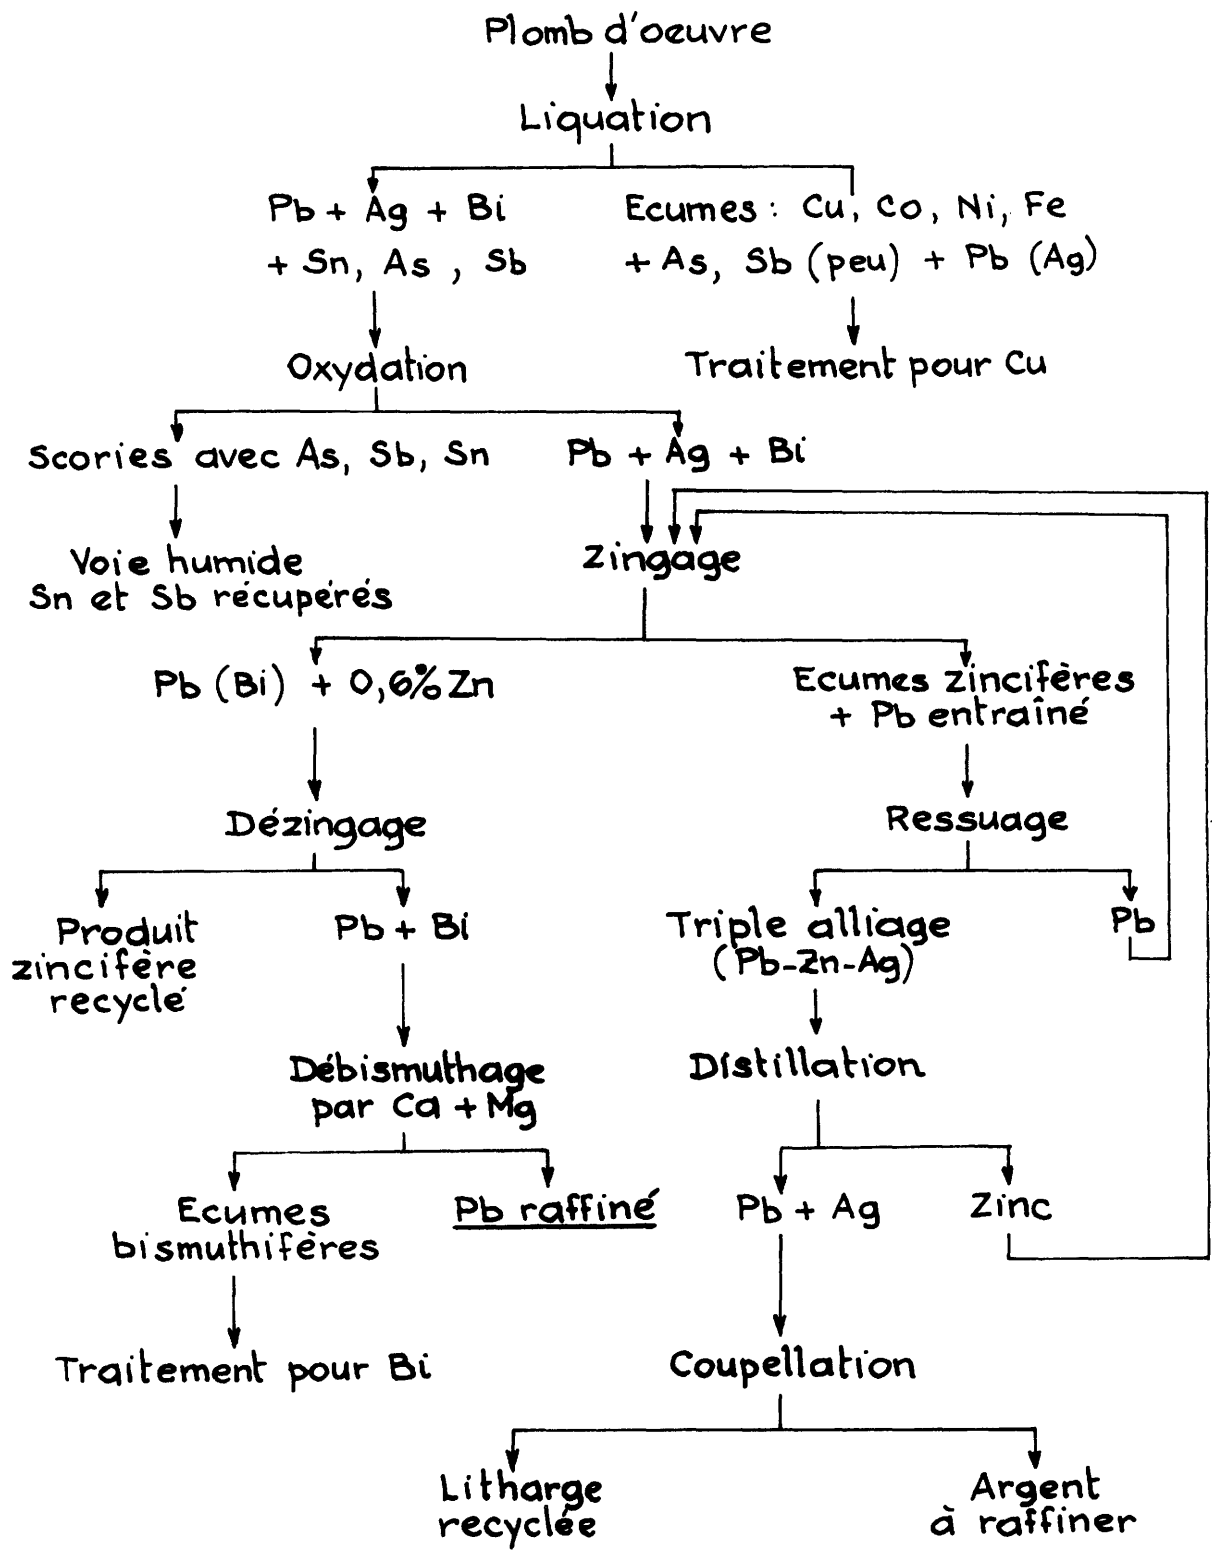 Plomb d'oeuvre
Liquation
Pb + Ag + Bi
+ Sn, As , Sb
Ecumes : Cu, Co, Ni, Fe
+ As, Sb (peu) + Pb (Ag)
Oxydation
Traitement pour Cu
Scories avec As, Sb, Sn
Pb + Ag + Bi
Voie humide
Sn et Sb récupérés
Zingage
Pb (Bi) + 0,6% Zn
Ecumes zincifères
+ Pb entraîné
Dézingage
Ressuage
Produit
zincifère
recyclé
Pb + Bi
Triple alliage
(Pb-Zn-Ag)
Pb
Débismuthage
par Ca + Mg
Distillation
Ecumes
bismuthifères
Pb raffiné
Pb + Ag
Zinc
Traitement pour Bi
Coupellation
Litharge
recyclée
Argent
à raffiner